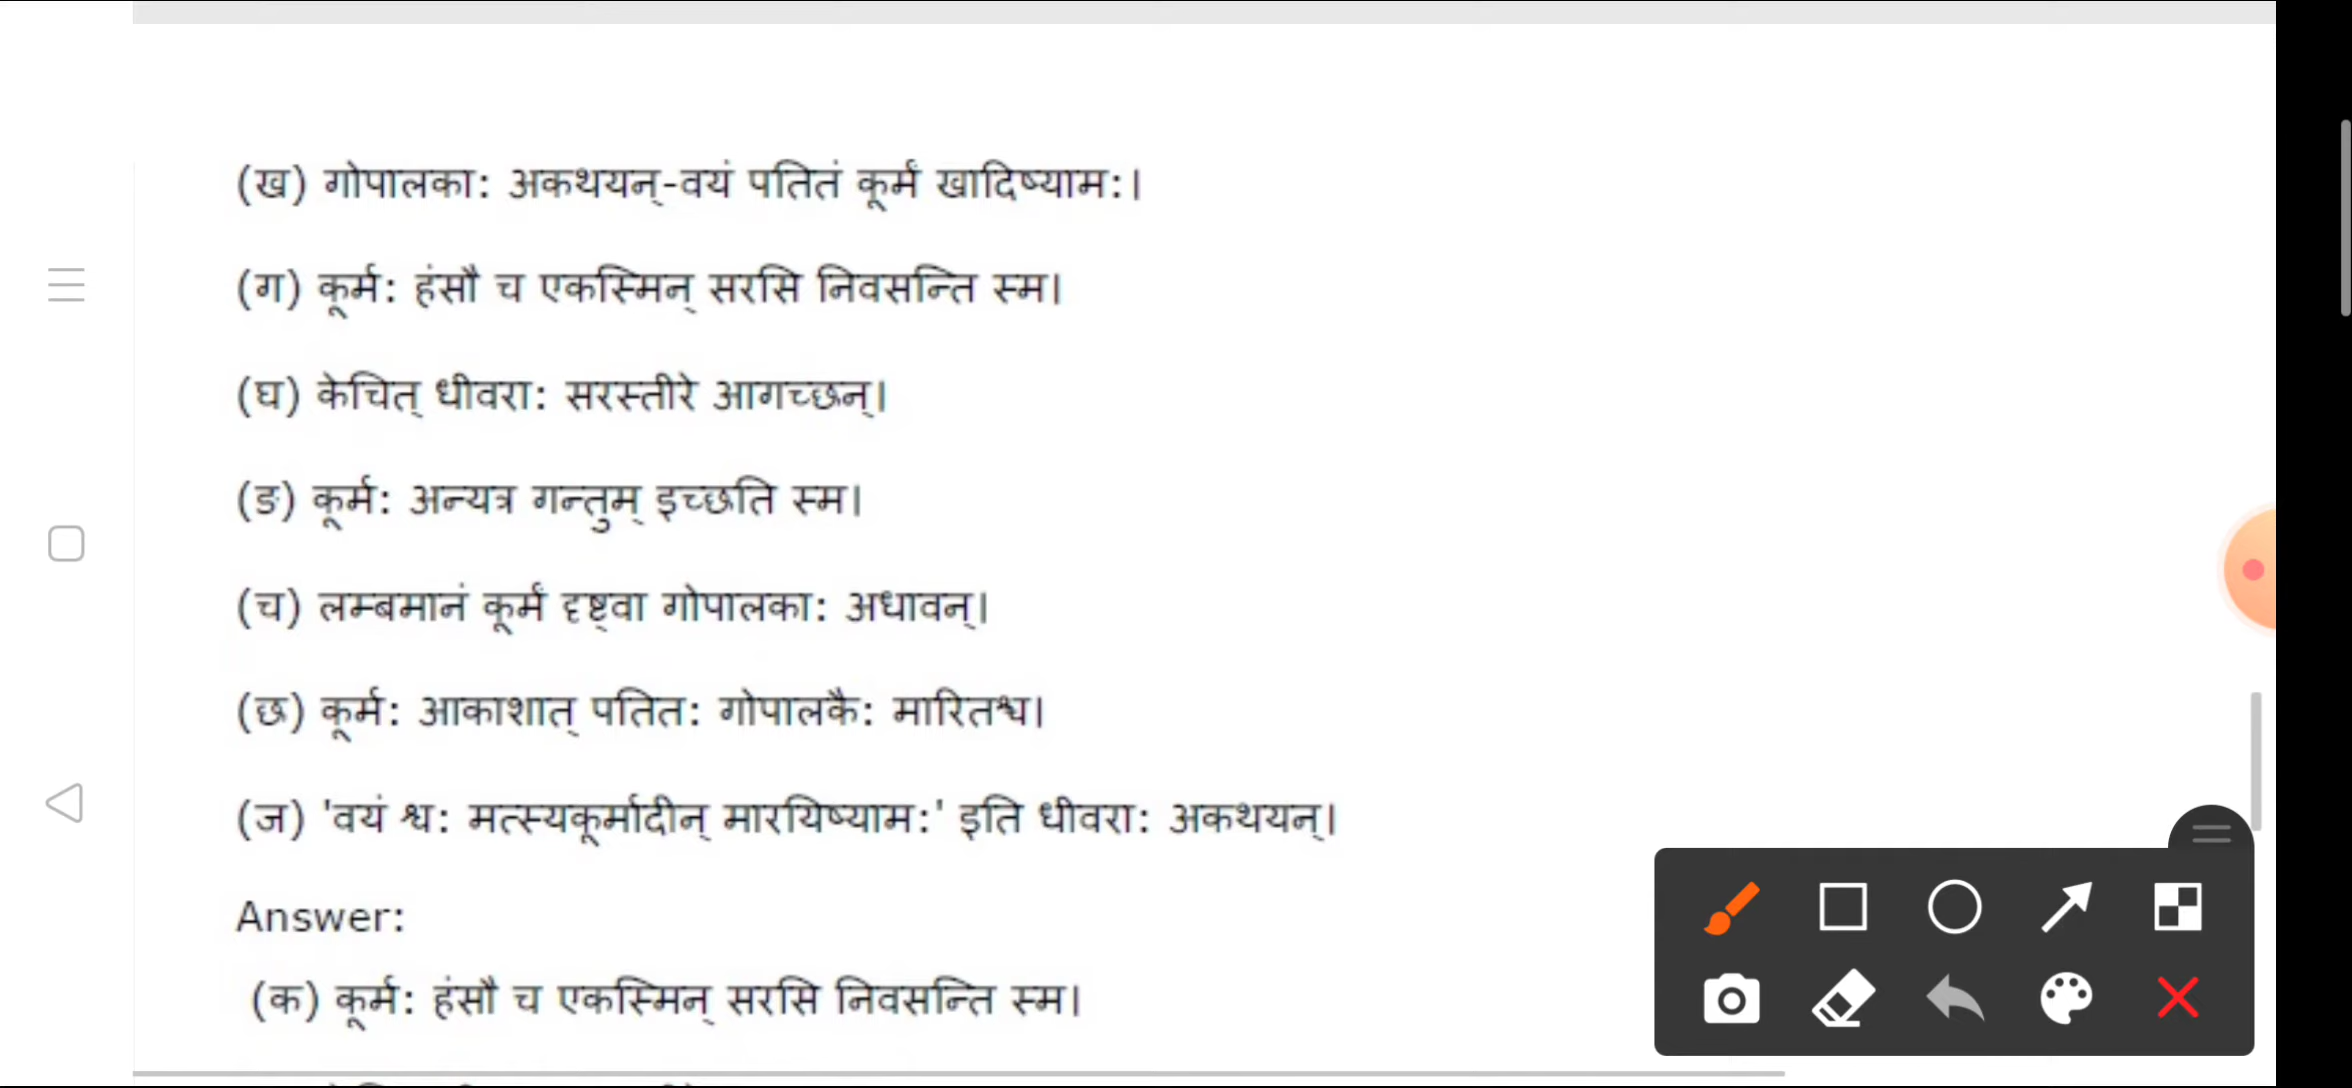 (ख) गोपालका: अकथयन्-वयं पतितं कूर्मं खादिष्याम:।
(ग) कूर्म: हंसौ च एकस्मिन् सरसि निवसन्ति स्म।
(घ) केचित् धीवरा: सरस्तीरे आगच्छन्।
(ङ) कूर्म: अन्यत्र गन्तुम् इच्छति स्म।
(च) लम्बमानं कूर्मं दृष्ट्वा गोपालका: अधावन्।
(छ) कूर्म: आकाशात् पतित: गोपालकै: मारितश्च।
(ज) 'वयं श्व: मत्स्यकूर्मादीन् मारयिष्याम:' इति धीवरा: अकथयन्।
Answer:
(क) कूर्म: हंसौ च एकस्मिन् सरसि निवसन्ति स्म।